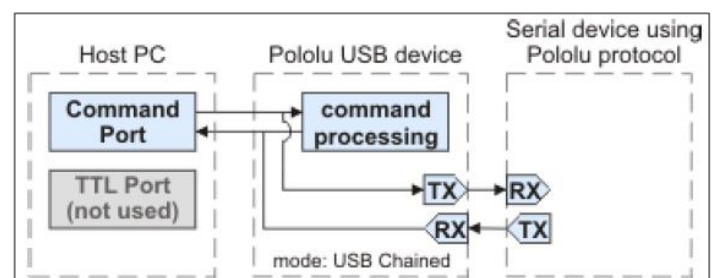 Host PC
Pololu USB device
Serial device using
Pololu protocol
Command
Port
command
processing
TTL Port
(not used)
TX
RX
RX
TX
mode: USB Chained